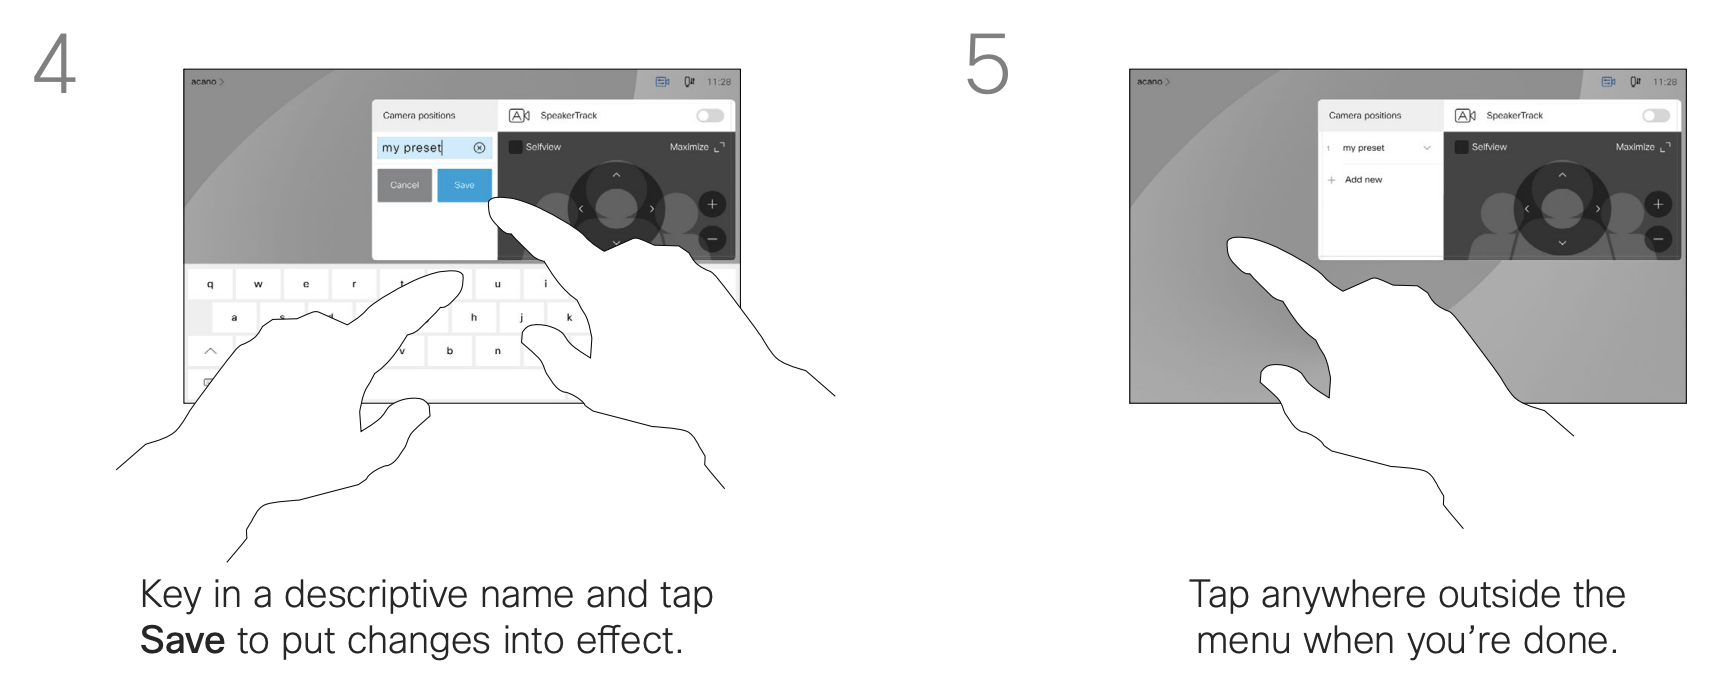 4
acano >
11:28
Camera positions
SpeakerTrack
my preset
Selfview
Maximize
Cancel
Save
q w e r t u i
a s d h j k
v b n
Key in a descriptive name and tap
Save to put changes into effect.
5
acano >
11:28
Camera positions
SpeakerTrack
1 my preset
Selfview
Maximize
+ Add new
Tap anywhere outside the
menu when you're done.